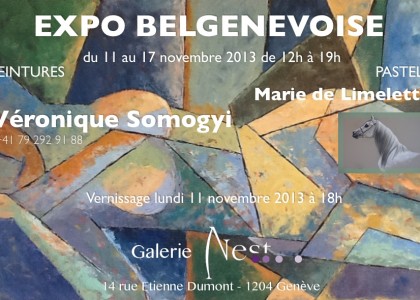 EXPO BELGENEVOISE
du 11 au 17 novembre 2013 de 12h à 19h
EINTURES
PASTEL
Marie de Limelett
Véronique Somogyi
+41 79 292 91 88
Vernissage lundi 11 novembre 2013 à 18h
Galerie Nest
14 rue Etienne Dumont - 1204 Genève